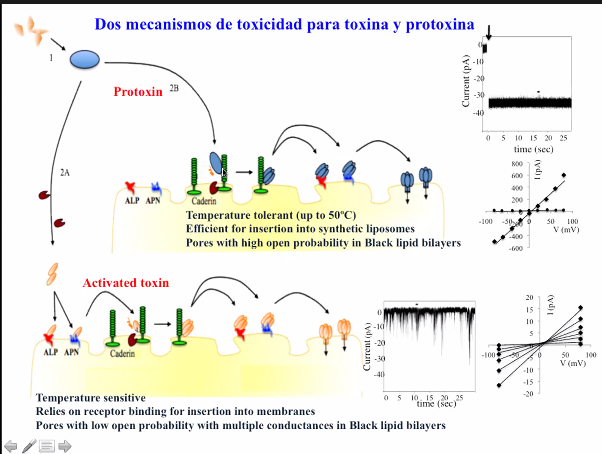 Dos mecanismos de toxicidad para toxina y protoxina
1
Protoxin
2B
2A
ALP
APN
Caderin
Temperature tolerant (up to 50ºC)
Efficient for insertion into synthetic liposomes
Pores with high open probability in Black lipid bilayers
Current (pA)
0
-10
-20
-30
-40
0 5 10 15 20 25
time (sec)
I (pA)
800
600
400
200
0
-200
-400
-600
-100 -50 0 50 100
V (mV)
Activated toxin
ALP
APN
Caderin
Temperature sensitive
Relies on receptor binding for insertion into membranes
Pores with low open probability with multiple conductances in Black lipid bilayers
Current (pA)
0
-10
-20
-30
-40
0 5 10 15 20 25
time (sec)
I (pA)
20
15
10
5
-5
-10
-15
-20
-100 -50 0 50 100
V (mV)